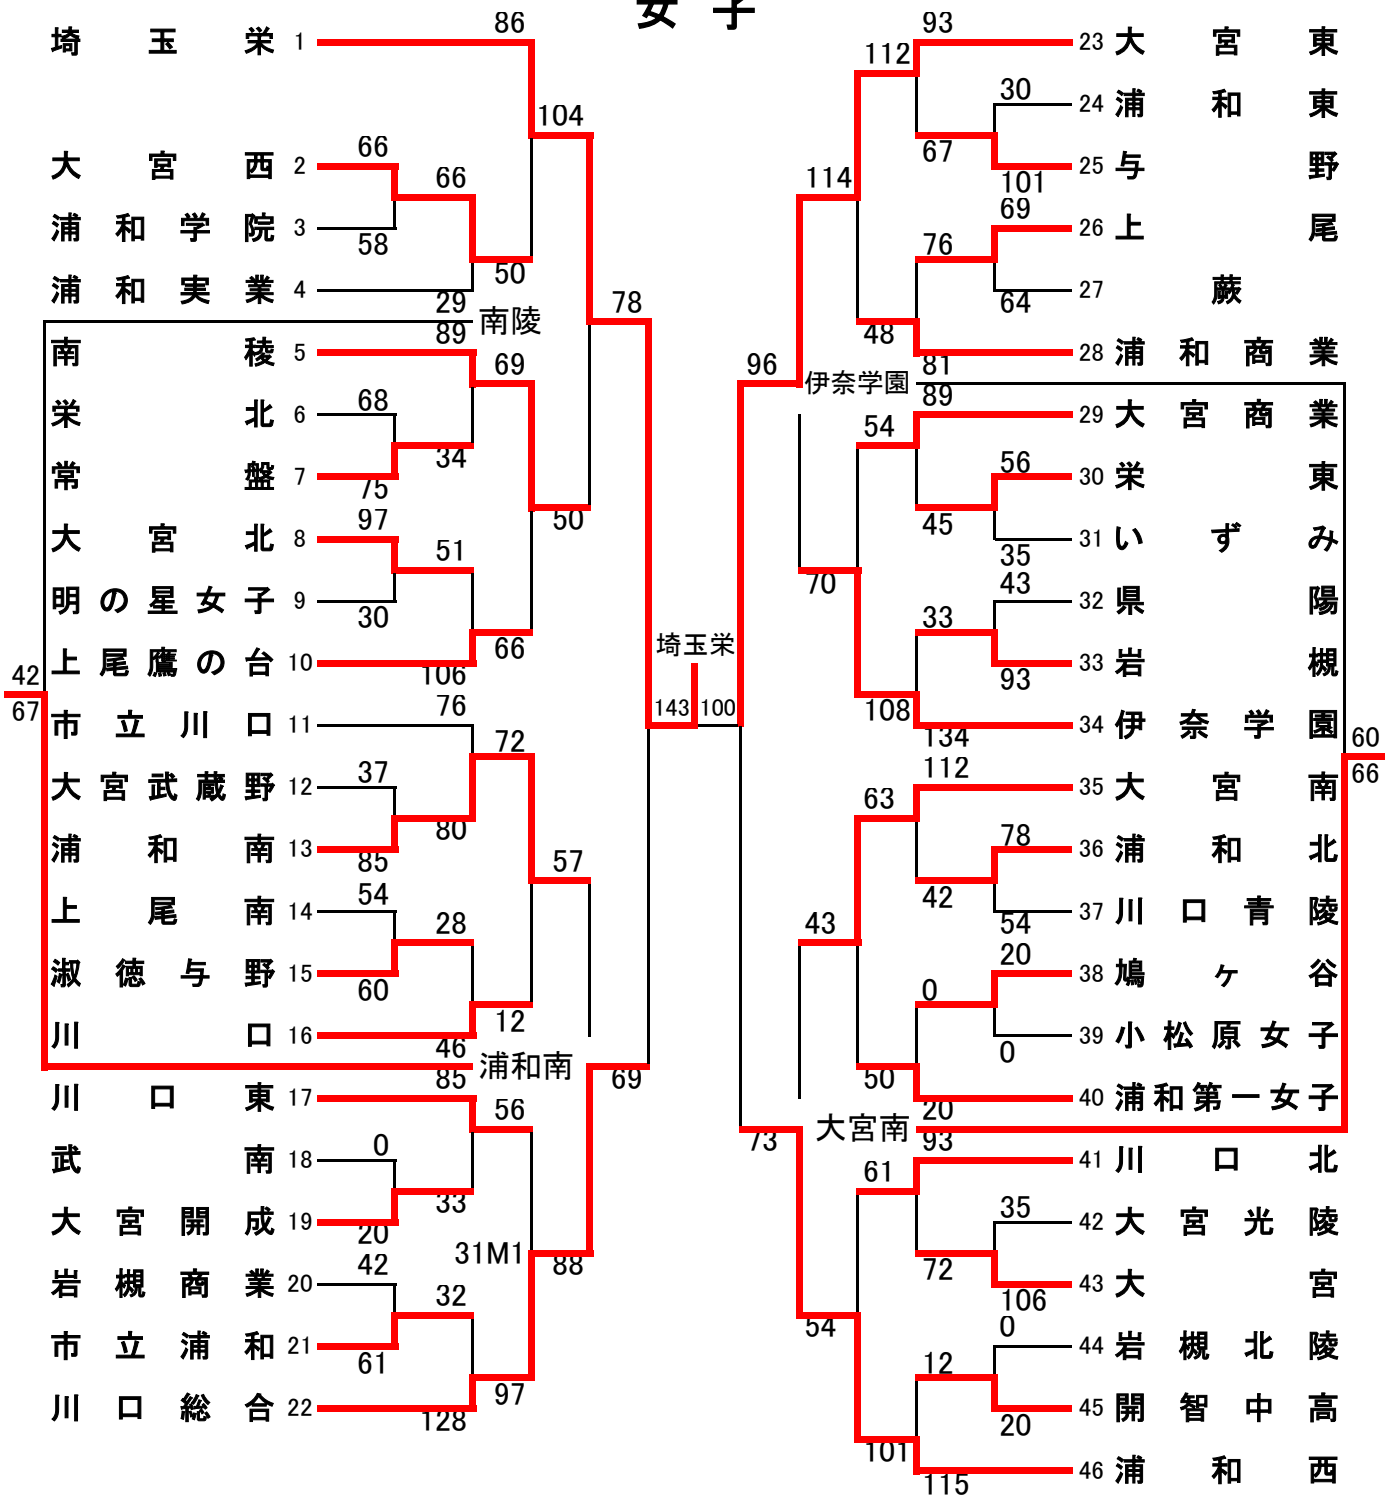 女子
86
93
埼玉栄 1
23 大宮東
112
104
30
24 浦和東
66
67
大宮西 2
25 与野
66
114
101
69
浦和学院 3
26 上尾
58
76
50
浦和実業 4
27 蕨
29
78
64
南陵
89
48
南稜 5
28 浦和商業
69
96
81
伊奈学園
68
89
栄北 6
29 大宮商業
54
34
56
常盤 7
30 栄東
75
97
50
45
大宮北 8
31 いずみ
51
35
70
43
明の星女子 9
32 県陽
30
33
66
埼玉栄
上尾鷹の台 10
33 岩槻
42
106
93
67
76
143
100
108
市立川口 11
34 伊奈学園
72
134
60
37
112
66
大宮武蔵野 12
35 大宮南
63
80
78
浦和南 13
36 浦和北
85
57
54
42
上尾南 14
37 川口青陵
28
43
54
20
淑徳与野 15
38 鳩ヶ谷
60
0
12
川口 16
39 小松原女子
46
0
浦和南
85
69
50
川口東 17
40 浦和第一女子
56
20
大宮南
0
73
93
武南 18
41 川口北
61
33
35
大宮開成 19
42 大宮光陵
20
31M1
42
88
72
岩槻商業 20
43 大宮
32
106
54
0
市立浦和 21
44 岩槻北陵
61
12
97
川口総合 22
45 開智中高
128
20
101
46 浦和西
115